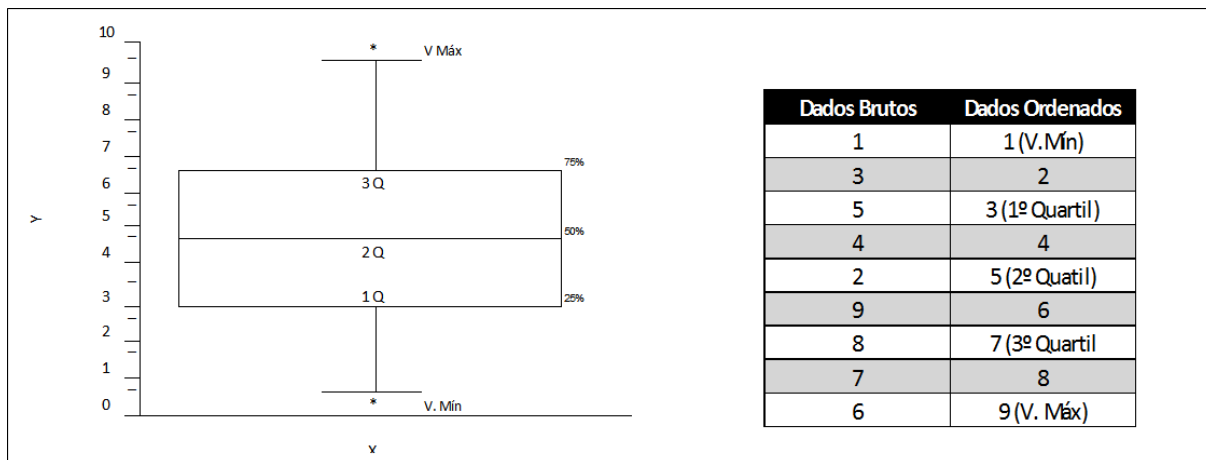 10
9
8
7
6
5
4
3
2
1
0
Y
X
* V Máx
75%
3 Q
50%
2 Q
1 Q
25%
* V. Mín
Dados Brutos Dados Ordenados
1 1 (V.Mín)
3 2
5 3 (1º Quartil)
4 4
2 5 (2º Quatil)
9 6
8 7 (3º Quartil
7 8
6 9 (V. Máx)